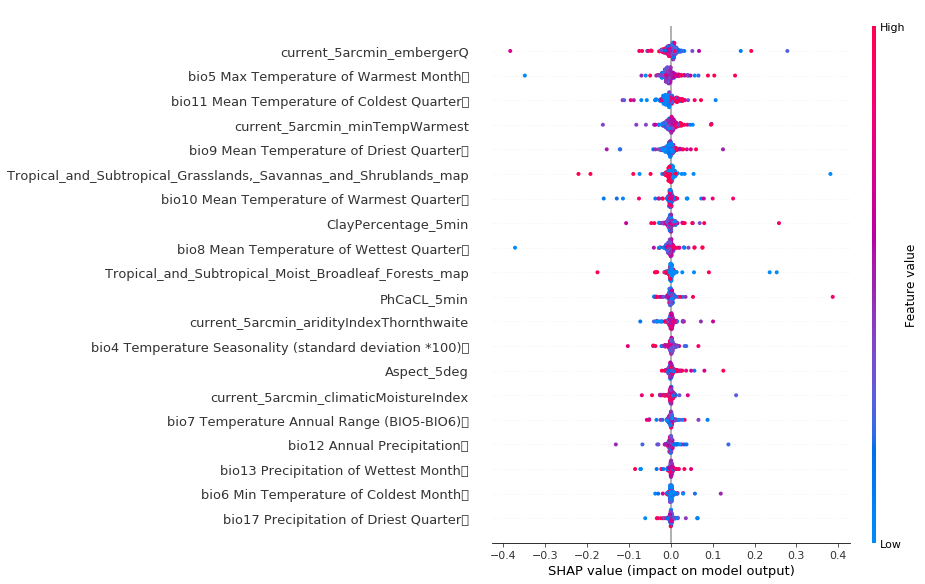 High
current_5arcmin_embergerQ
bio5 Max Temperature of Warmest Month
bio11 Mean Temperature of Coldest Quarter
current_5arcmin_minTempWarmest
bio9 Mean Temperature of Driest Quarter
Tropical_and_Subtropical_Grasslands,_Savannas_and_Shrublands_map
bio10 Mean Temperature of Warmest Quarter
ClayPercentage_5min
bio8 Mean Temperature of Wettest Quarter
Tropical_and_Subtropical_Moist_Broadleaf_Forests_map
PhCaCL_5min
current_5arcmin_aridityIndexThornthwaite
bio4 Temperature Seasonality (standard deviation *100)
Aspect_5deg
current_5arcmin_climaticMoistureIndex
bio7 Temperature Annual Range (BIO5-BIO6)
bio12 Annual Precipitation
bio13 Precipitation of Wettest Month
bio6 Min Temperature of Coldest Month
bio17 Precipitation of Driest Quarter
Feature value
Low
−0.4 −0.3 −0.2 −0.1 0.0 0.1 0.2 0.3 0.4
SHAP value (impact on model output)